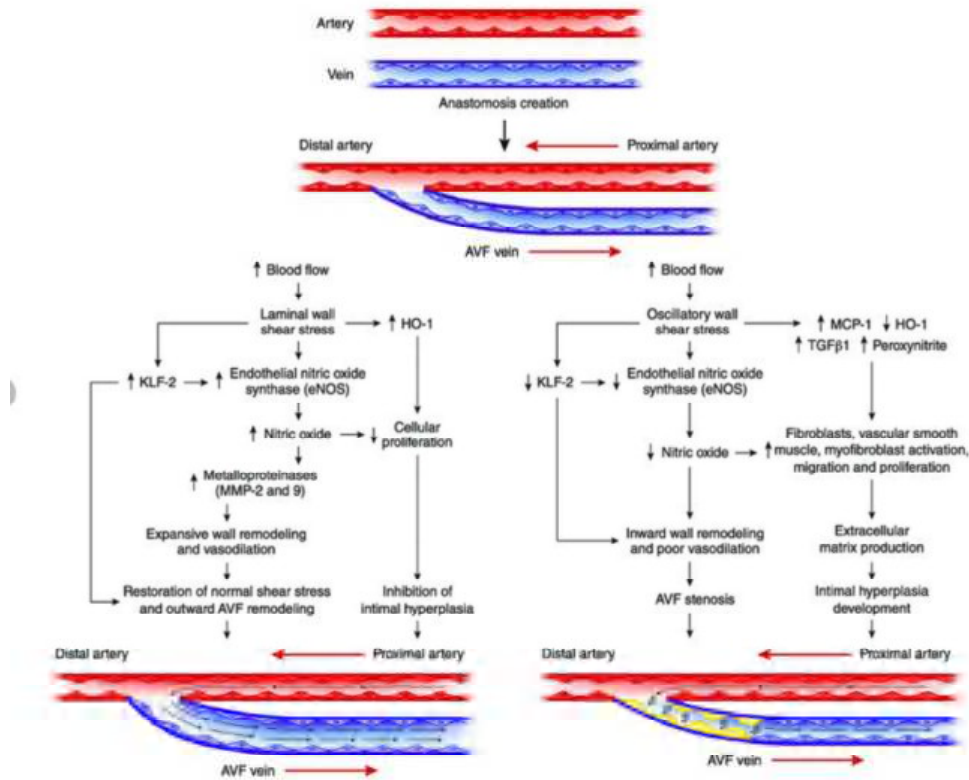 Artery
Vein
Anastomosis creation
Distal artery
Proximal artery
AVF vein
↑ Blood flow
Laminal wall
shear stress
↑ HO-1
↑ KLF-2
↑ Endothelial nitric oxide
synthase (eNOS)
↑ Nitric oxide
↓ Cellular
proliferation
↑ Metalloproteinases
(MMP-2 and 9)
Expansive wall remodeling
and vasodilation
Restoration of normal shear stress
and outward AVF remodeling
Inhibition of
intimal hyperplasia
Distal artery
Proximal artery
AVF vein
↑ Blood flow
Oscillatory wall
shear stress
↑ MCP-1 ↓ HO-1
↑ TGFβ1 ↑ Peroxynitrite
↓ KLF-2
↓ Endothelial nitric oxide
synthase (eNOS)
↓ Nitric oxide
↑ Fibroblasts, vascular smooth
muscle, myofibroblast activation,
migration and proliferation
Inward wall remodeling
and poor vasodilation
Extracellular
matrix production
AVF stenosis
Intimal hyperplasia
development
Distal artery
Proximal artery
AVF vein